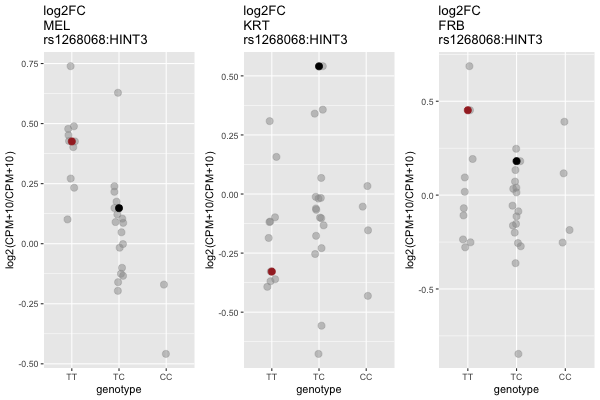 log2FC
MEL
rs1268068:HINT3
log2(CPM+10/CPM+10)
0.75
0.50
0.25
0.00
-0.25
-0.50
TT
TC
CC
genotype
log2FC
KRT
rs1268068:HINT3
log2(CPM+10/CPM+10)
0.50
0.25
0.00
-0.25
-0.50
TT
TC
CC
genotype
log2FC
FRB
rs1268068:HINT3
log2(CPM+10/CPM+10)
0.5
0.0
-0.5
TT
TC
CC
genotype